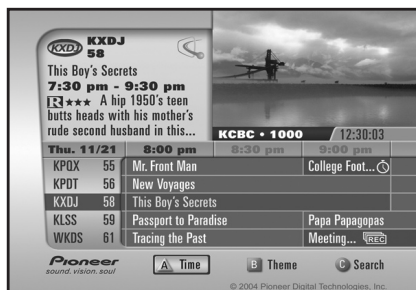 KXDJ
KXDJ
58
This Boy's Secrets
7:30 pm - 9:30 pm
R ★★★ A hip 1950's teen
butts heads with his mother's
rude second husband in this...
KCBC • 1000 12:30:03
Thu. 11/21 8:00 pm 8:30 pm 9:00 pm
KPQX 55 Mr. Front Man College Foot...
KPDT 56 New Voyages
KXDJ 58 This Boy's Secrets
KLSS 59 Passport to Paradise Papa Papagopas
WKDS 61 Tracing the Past Meeting... REC
Pioneer
sound. vision. soul
A Time B Theme C Search
© 2004 Pioneer Digital Technologies, Inc.